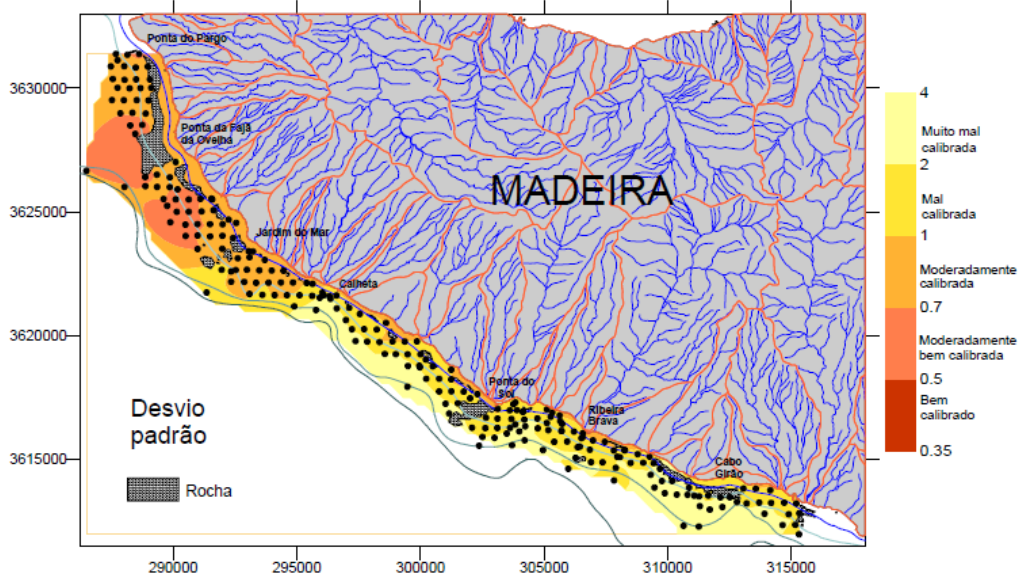 Ponta do Pargo
3630000
4
Muito mal
calibrada
Ponta da Fajã
da Ovelha
2
MADEIRA
Mal
calibrada
3625000
Jardim do Mar
1
Moderadamente
calibrada
Calheta
0.7
3620000
Moderadamente
bem calibrada
Ponta do
Sol
0.5
Bem
calibrado
Desvio
padrão
Ribeira
Brava
0.35
3615000
Cabo
Girão
Rocha
290000
295000
300000
305000
310000
315000